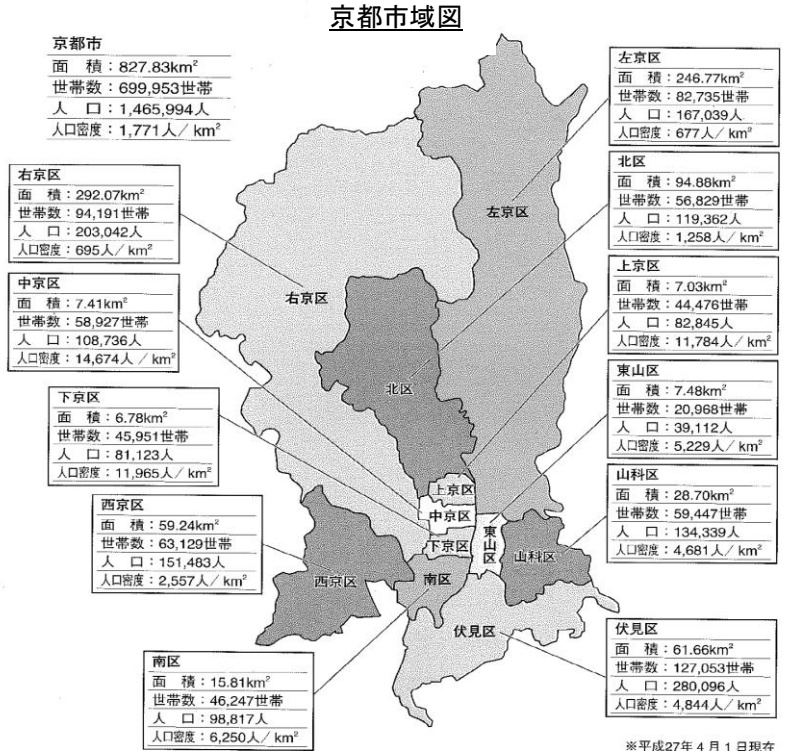 京都市域図
京都市
面　積：827.83km²
世帯数：699,953世帯
人　口：1,465,994人
人口密度：1,771人／km²
右京区
面　積：292.07km²
世帯数：94,191世帯
人　口：203,042人
人口密度：695人／km²
中京区
面　積：7.41km²
世帯数：58,927世帯
人　口：108,736人
人口密度：14,674人／km²
下京区
面　積：6.78km²
世帯数：45,951世帯
人　口：81,123人
人口密度：11,965人／km²
西京区
面　積：59.24km²
世帯数：63,129世帯
人　口：151,483人
人口密度：2,557人／km²
南区
面　積：15.81km²
世帯数：46,247世帯
人　口：98,817人
人口密度：6,250人／km²
左京区
右京区
北区
上京区
中京区
下京区
東山区
山科区
西京区
南区
伏見区
左京区
面　積：246.77km²
世帯数：82,735世帯
人　口：167,039人
人口密度：677人／km²
北区
面　積：94.88km²
世帯数：56,829世帯
人　口：119,362人
人口密度：1,258人／km²
上京区
面　積：7.03km²
世帯数：44,476世帯
人　口：82,845人
人口密度：11,784人／km²
東山区
面　積：7.48km²
世帯数：20,968世帯
人　口：39,112人
人口密度：5,229人／km²
山科区
面　積：28.70km²
世帯数：59,447世帯
人　口：134,339人
人口密度：4,681人／km²
伏見区
面　積：61.66km²
世帯数：127,053世帯
人　口：280,096人
人口密度：4,844人／km²
※平成27年4月1日現在